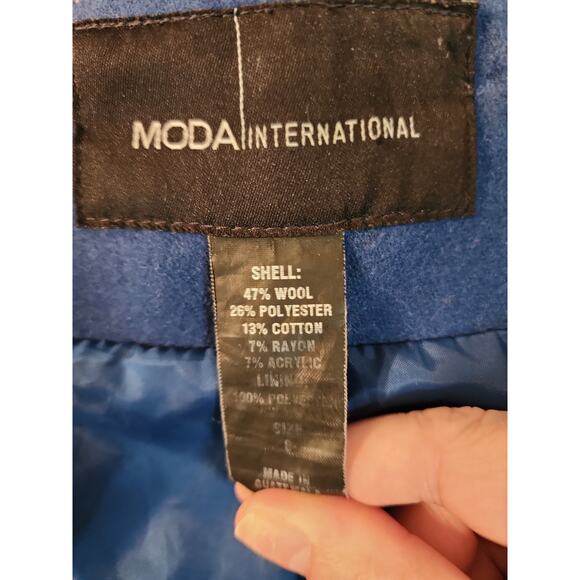 MODA INTERNATIONAL
SHELL:
47% WOOL
26% POLYESTER
13% COTTON
7% RAYON
7% ACRYLIC
LINING
100% POLYESTER
SIZE
MADE IN
GUATEMALA